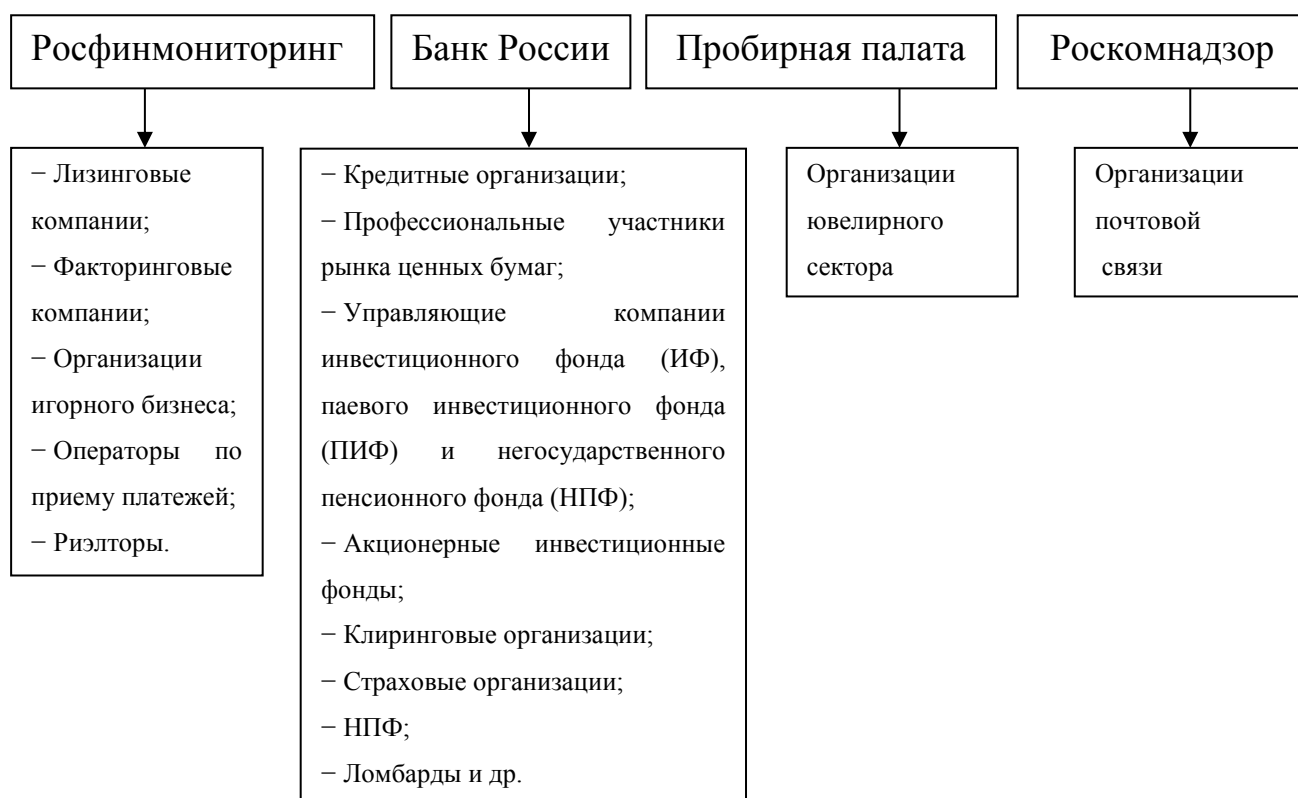 Росфинмониторинг
Банк России
Пробирная палата
Роскомнадзор
− Лизинговые
компании;
− Факторинговые
компании;
− Организации
игорного бизнеса;
− Операторы по
приему платежей;
− Риэлторы.
− Кредитные организации;
− Профессиональные участники
рынка ценных бумаг;
− Управляющие компании
инвестиционного фонда (ИФ),
паевого инвестиционного фонда
(ПИФ) и негосударственного
пенсионного фонда (НПФ);
− Акционерные инвестиционные
фонды;
− Клиринговые организации;
− Страховые организации;
− НПФ;
− Ломбарды и др.
Организации
ювелирного
сектора
Организации
почтовой
связи